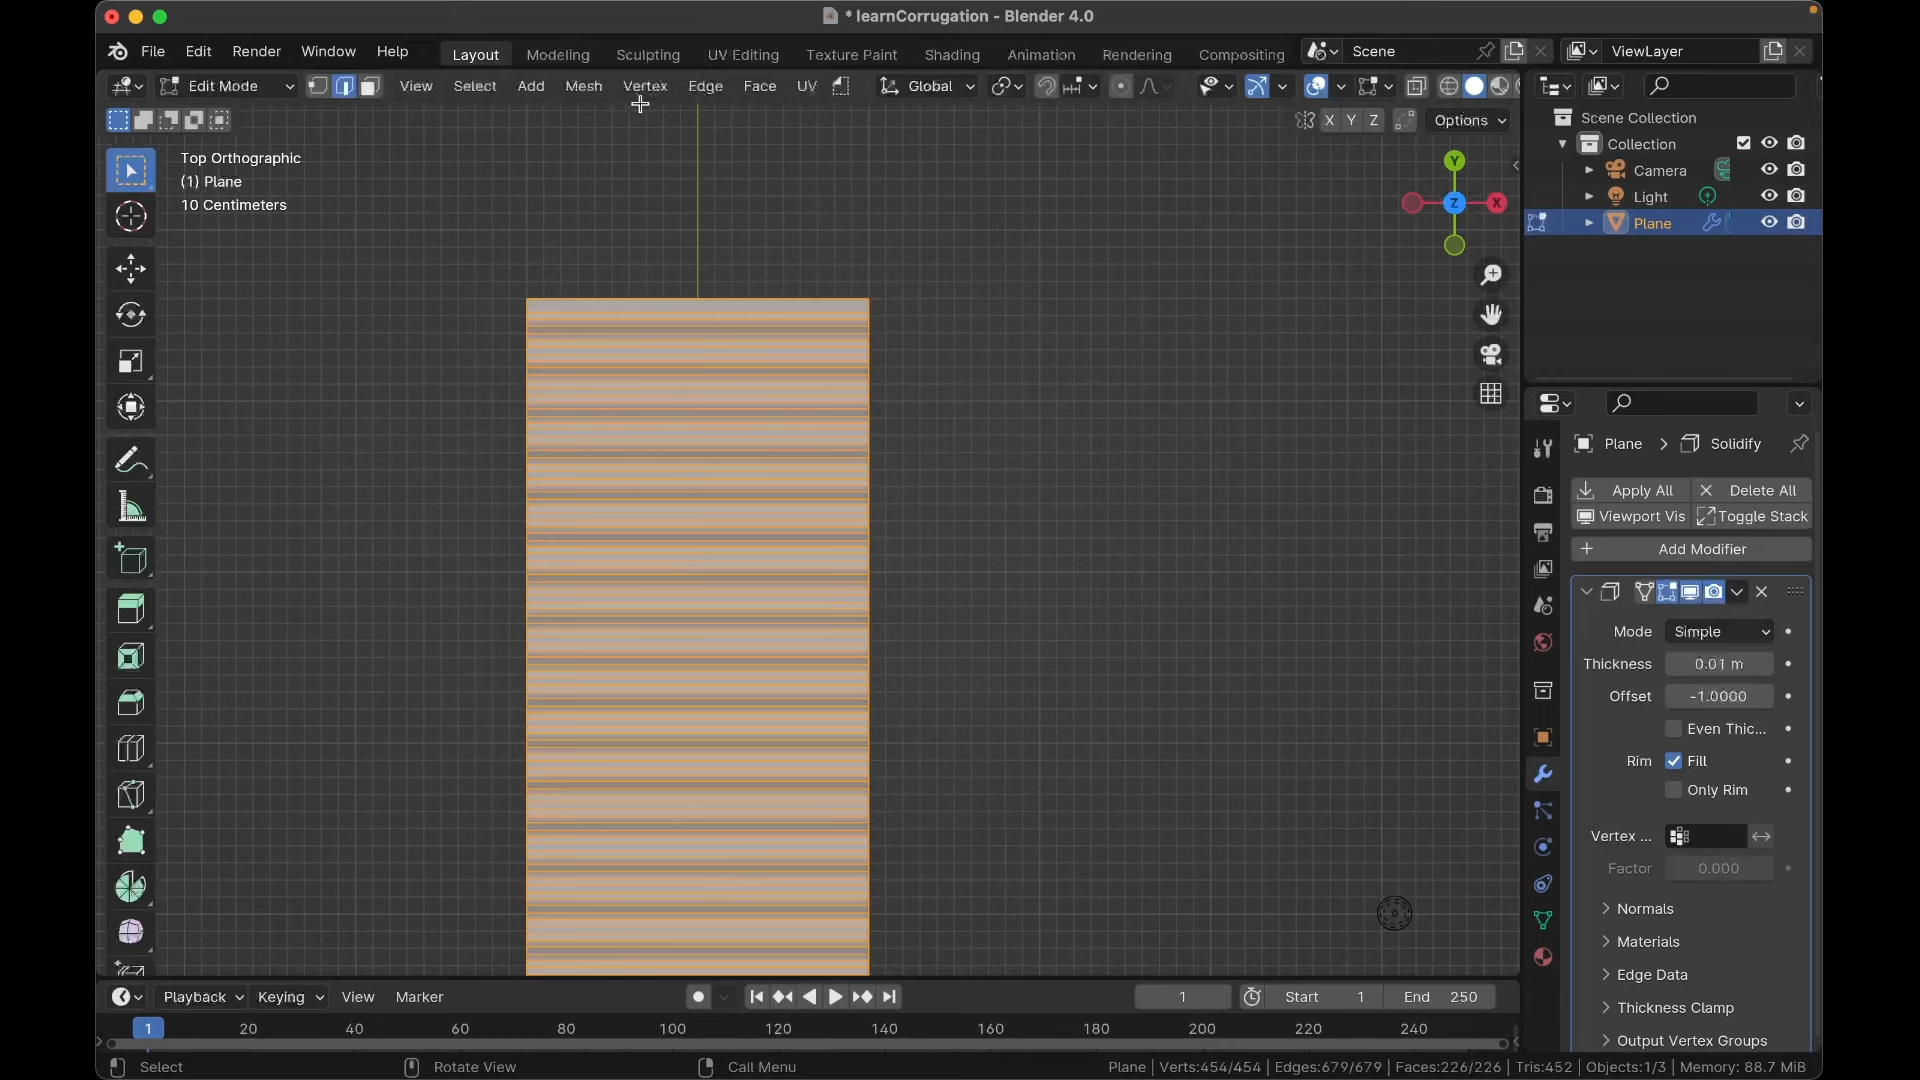 * learnCorrugation - Blender 4.0
File Edit Render Window Help Layout Modeling Sculpting UV Editing Texture Paint Shading Animation Rendering Compositing Scene ViewLayer
Edit Mode View Select Add Mesh Vertex Edge Face UV Global
X Y Z Options
Top Orthographic
(1) Plane
10 Centimeters
Y
Z X
Scene Collection
Collection
Camera
Light
Plane
Plane > Solidify
Apply All Delete All
Viewport Vis Toggle Stack
Add Modifier
Mode Simple
Thickness 0.01 m
Offset -1.0000
Even Thic...
Rim Fill
Only Rim
Vertex ...
Factor 0.000
Normals
Materials
Edge Data
Thickness Clamp
Output Vertex Groups
Playback Keying View Marker 1 Start 1 End 250
1 20 40 60 80 100 120 140 160 180 200 220 240
Select Rotate View Call Menu Plane | Verts:454/454 | Edges:679/679 | Faces:226/226 | Tris:452 | Objects:1/3 | Memory: 88.7 MiB